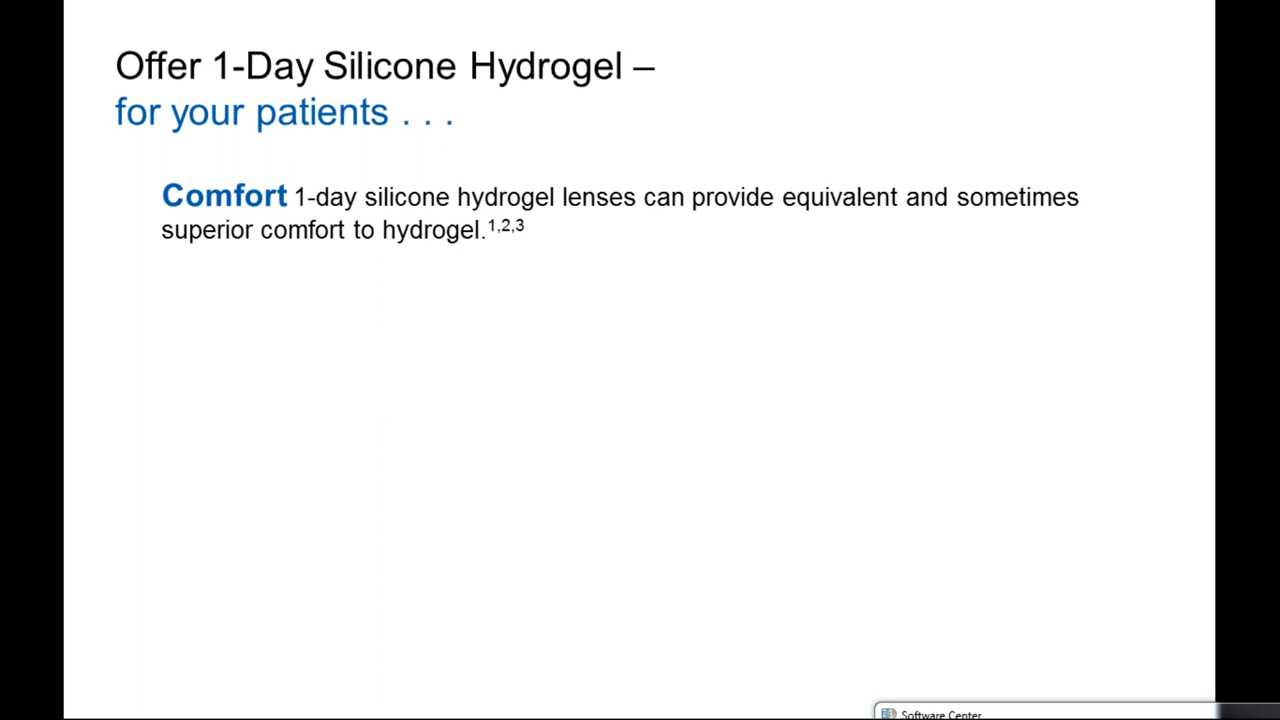 Offer 1-Day Silicone Hydrogel –
for your patients . . .
Comfort 1-day silicone hydrogel lenses can provide equivalent and sometimes
superior comfort to hydrogel.1,2,3
Software Center